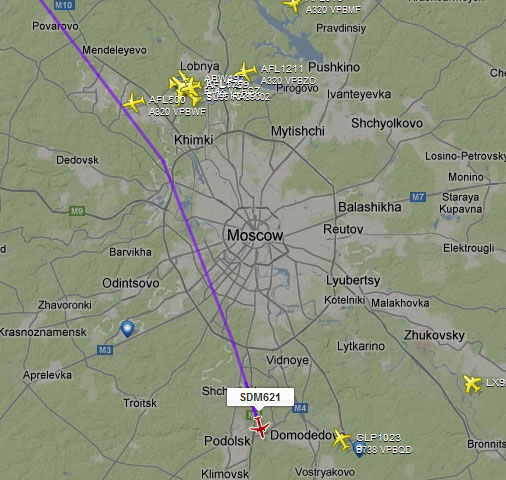 M10
A320 VPBMF
Povarovo
Pravdinsiy
Mendeleyevo
Lobnya
AFL1211
A320 VPBZO
Pushkino
Pirogovo
Ivanteyevka
AFL500
A320 VPBWF
Shchyolkovo
Mytishchi
Khimki
Dedovsk
Losino-Petrovsky
Monino
M7
Staraya
Kupavna
Balashikha
M9
Moscow
Reutov
Elektrougli
Barvikha
Odintsovo
Lyubertsy
Kotelniki
Malakhovka
Zhavoronki
Krasnoznamensk
Zhukovsky
M3
Lytkarino
Vidnoye
Aprelevka
LX9
Shch
SDM621
Troitsk
M4
Podolsk
Domodedovo
GLP1023
B738 VPBQD
Bronnits
Klimovsk
Vostryakovo